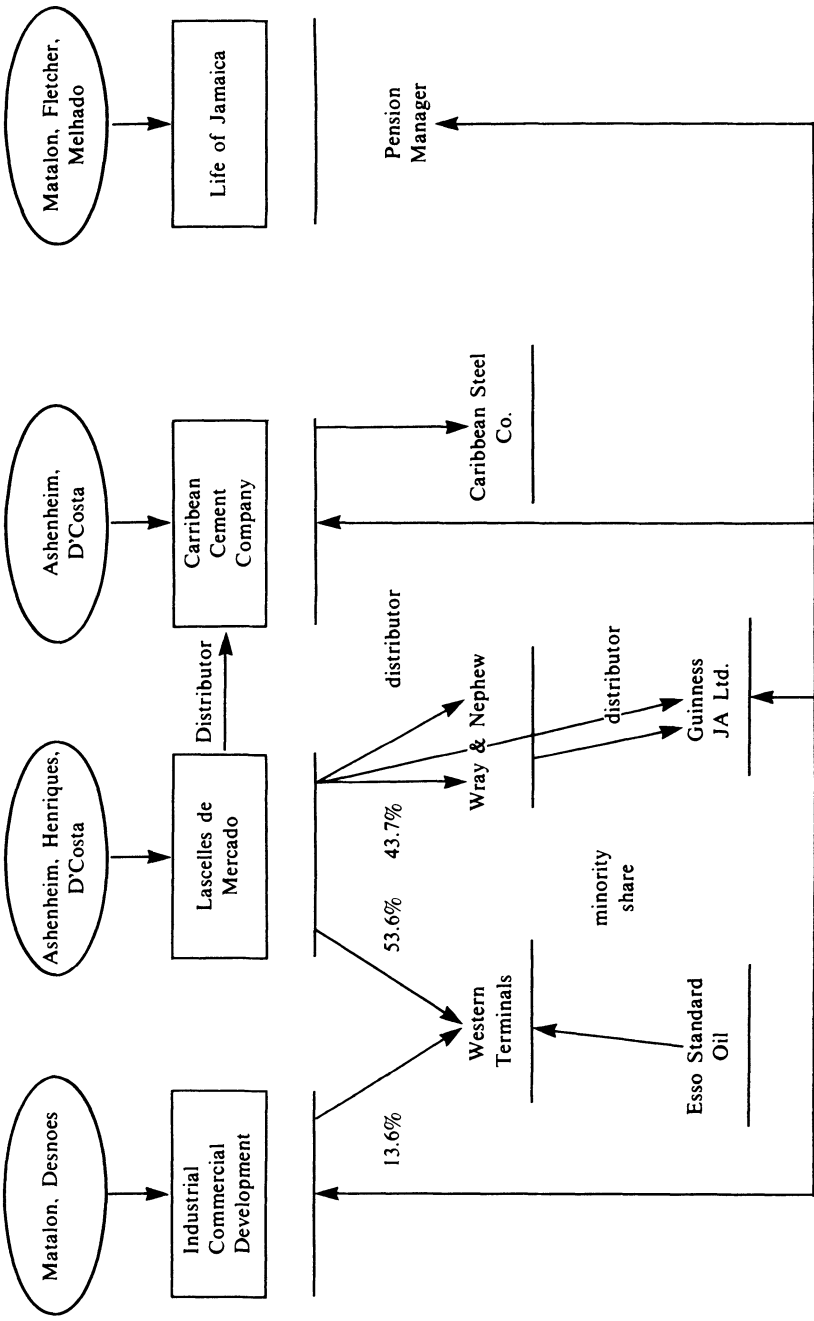 Matalon, Desnoes
Industrial
Commercial
Development
13.6%
Ashenheim, Henriques,
D'Costa
Lascelles de
Mercado
Distributor
53.6%
43.7%
distributor
Ashenheim,
D'Costa
Carribean
Cement
Company
Matalon, Fletcher,
Melhado
Life of Jamaica
Pension
Manager
Western
Terminals
Wray & Nephew
Caribbean Steel
Co.
minority
share
distributor
Esso Standard
Oil
Guinness
JA Ltd.